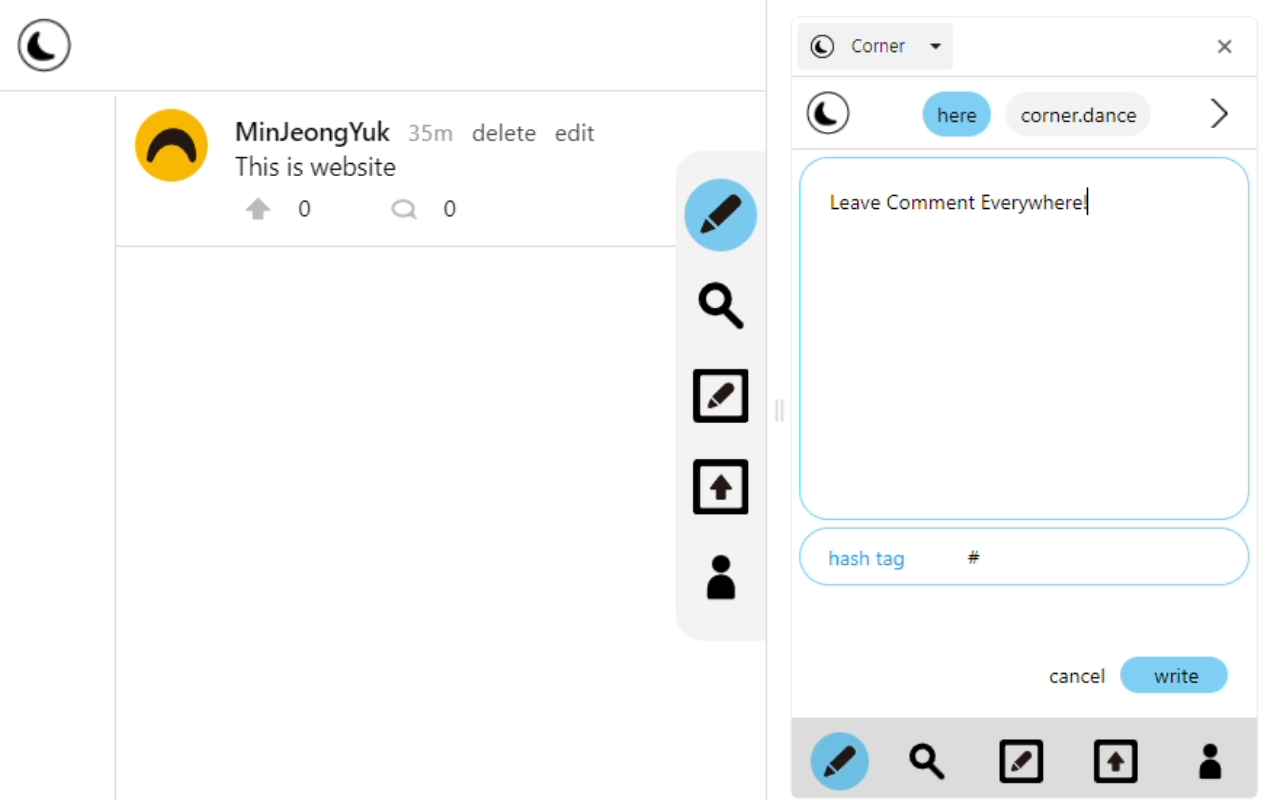 MinJeongYuk 35m delete edit
This is website
0 0
Corner
here corner.dance
Leave Comment Everywhere!
hash tag #
cancel write